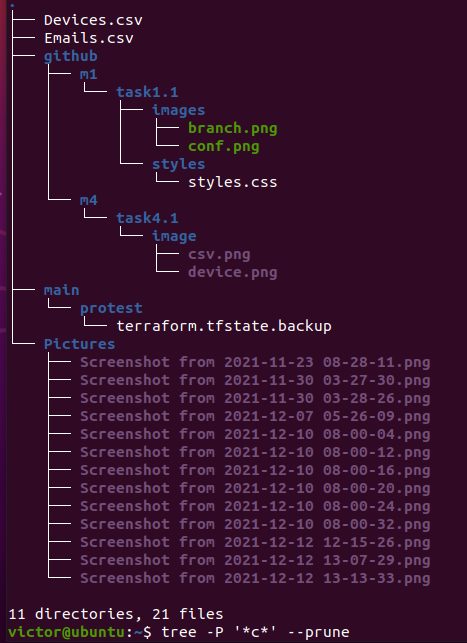 .
├── Devices.csv
├── Emails.csv
├── github
│   ├── m1
│   │   └── task1.1
│   │       ├── images
│   │       │   ├── branch.png
│   │       │   └── conf.png
│   │       └── styles
│   │           └── styles.css
│   └── m4
│       └── task4.1
│           └── image
│               ├── csv.png
│               └── device.png
├── main
│   └── protest
│       └── terraform.tfstate.backup
└── Pictures
    ├── Screenshot from 2021-11-23 08-28-11.png
    ├── Screenshot from 2021-11-30 03-27-30.png
    ├── Screenshot from 2021-11-30 03-28-26.png
    ├── Screenshot from 2021-12-07 05-26-09.png
    ├── Screenshot from 2021-12-10 08-00-04.png
    ├── Screenshot from 2021-12-10 08-00-12.png
    ├── Screenshot from 2021-12-10 08-00-16.png
    ├── Screenshot from 2021-12-10 08-00-20.png
    ├── Screenshot from 2021-12-10 08-00-24.png
    ├── Screenshot from 2021-12-10 08-00-32.png
    ├── Screenshot from 2021-12-12 12-15-26.png
    ├── Screenshot from 2021-12-12 13-07-29.png
    └── Screenshot from 2021-12-12 13-13-33.png
11 directories, 21 files
victor@ubuntu:~$ tree -P '*c*' --prune